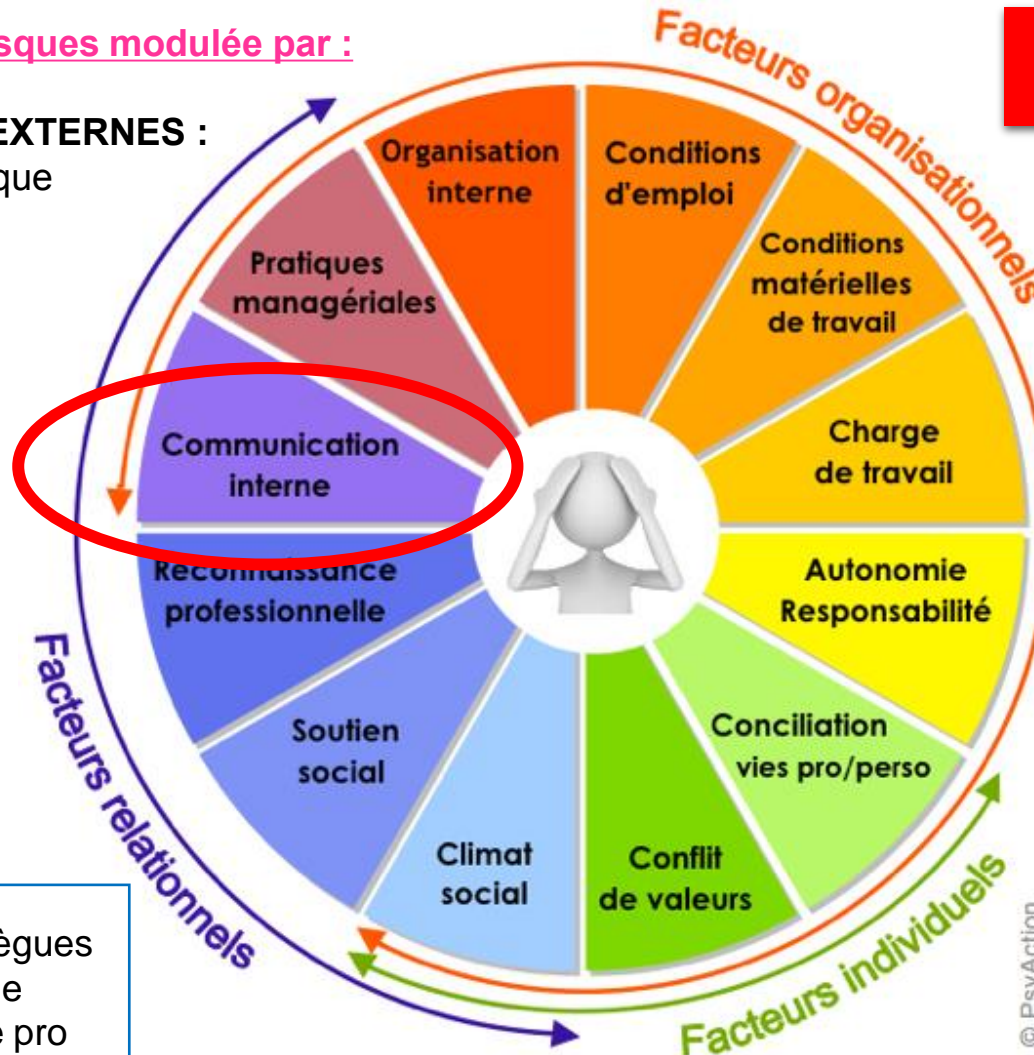 sques modulée par :
EXTERNES :
que
Facteurs organisationnels
Organisation
interne
Conditions
d'emploi
Conditions
matérielles
de travail
Charge
de travail
Autonomie
Responsabilité
Conciliation
vies pro/perso
Conflit
de valeurs
Climat
social
Soutien
social
Reconnaissance
professionnelle
Communication
interne
Pratiques
managériales
Facteurs relationnels
Facteurs individuels
ègues
e
e pro
© PsyAction